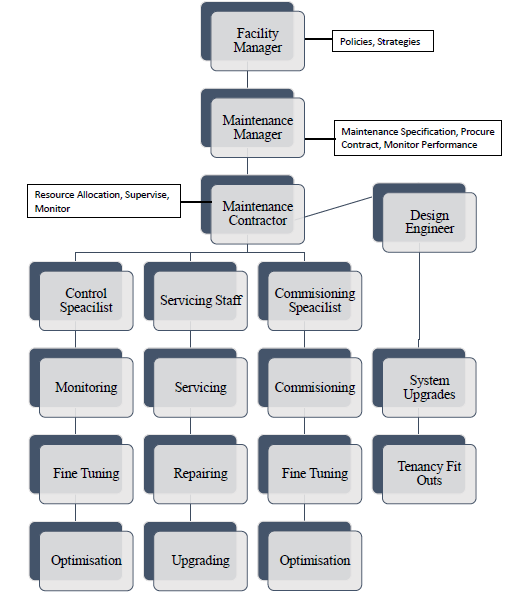 Facility
Manager
Policies, Strategies
Maintenance
Manager
Maintenance Specification, Procure
Contract, Monitor Performance
Resource Allocation, Supervise,
Monitor
Maintenance
Contractor
Design
Engineer
Control
Speacilist
Servicing Staff
Commisioning
Speacilist
Monitoring
Servicing
Commisioning
System
Upgrades
Fine Tuning
Repairing
Fine Tuning
Tenancy Fit
Outs
Optimisation
Upgrading
Optimisation